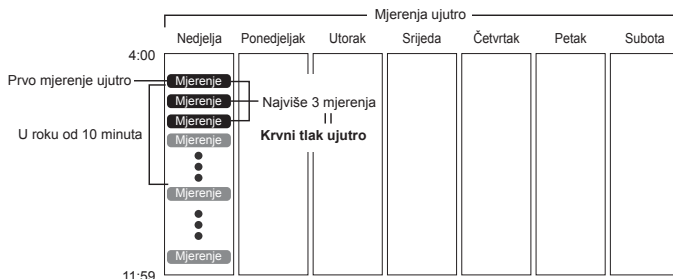 Mjerenja ujutro
Nedjelja Ponedjeljak Utorak Srijeda Četvrtak Petak Subota
4:00
Prvo mjerenje ujutro
Mjerenje
Mjerenje
Najviše 3 mjerenja
Mjerenje
U roku od 10 minuta
Krvni tlak ujutro
Mjerenje
Mjerenje
Mjerenje
11:59